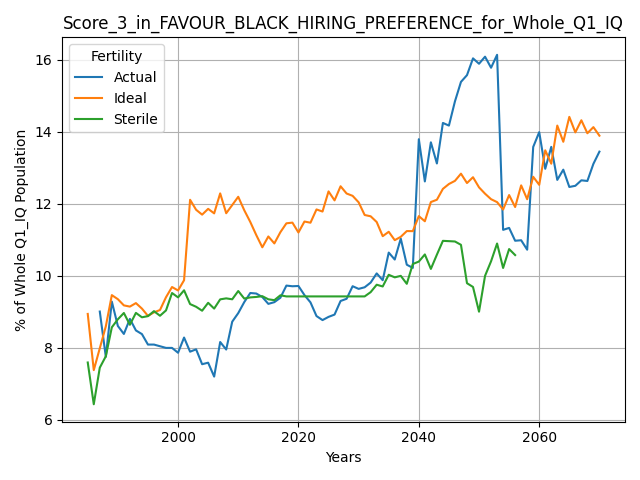 Score_3_in_FAVOUR_BLACK_HIRING_PREFERENCE_for_Whole_Q1_IQ
Fertility
Actual
Ideal
Sterile
% of Whole Q1_IQ Population
16
14
12
10
8
6
2000 2020 2040 2060
Years